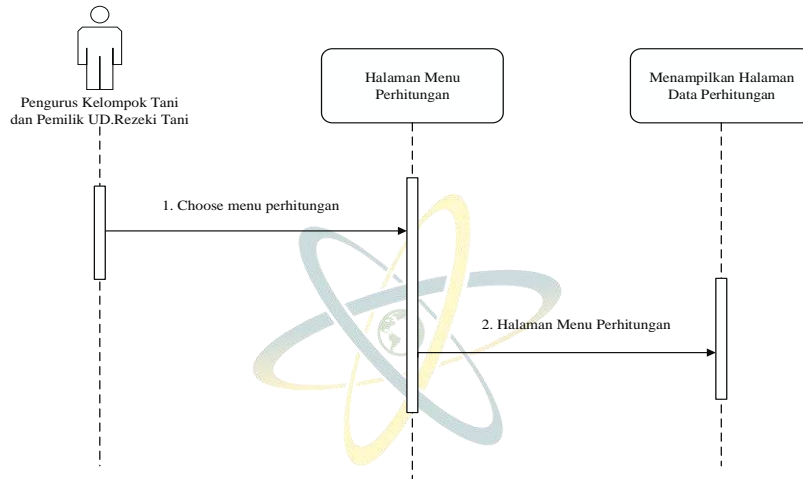 Pengurus Kelompok Tani
dan Pemilik UD.Rezeki Tani
Halaman Menu
Perhitungan
Menampilkan Halaman
Data Perhitungan
1. Choose menu perhitungan
2. Halaman Menu Perhitungan